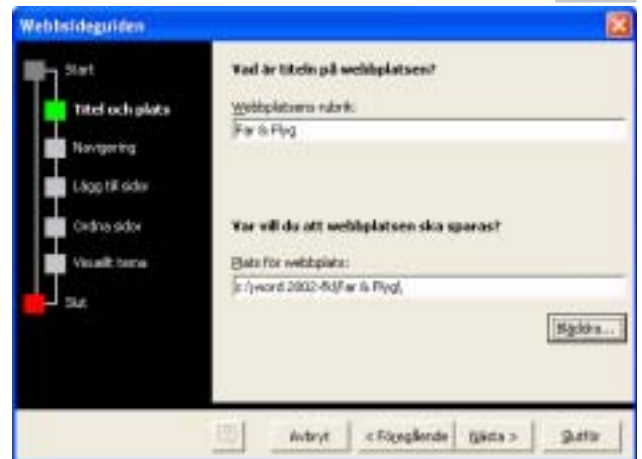 Webbsideguiden
Start
Titel och plats
Navigering
Lägg till sidor
Ordna sidor
Visuellt tema
Slut
Vad är titeln på webbplatsen?
Webbplatsens rubrik:
Far & Flyg
Var vill du att webbplatsen ska sparas?
Plats för webbplats:
Bläddra...
Avbryt
< Föregående
Nästa >
Slutför